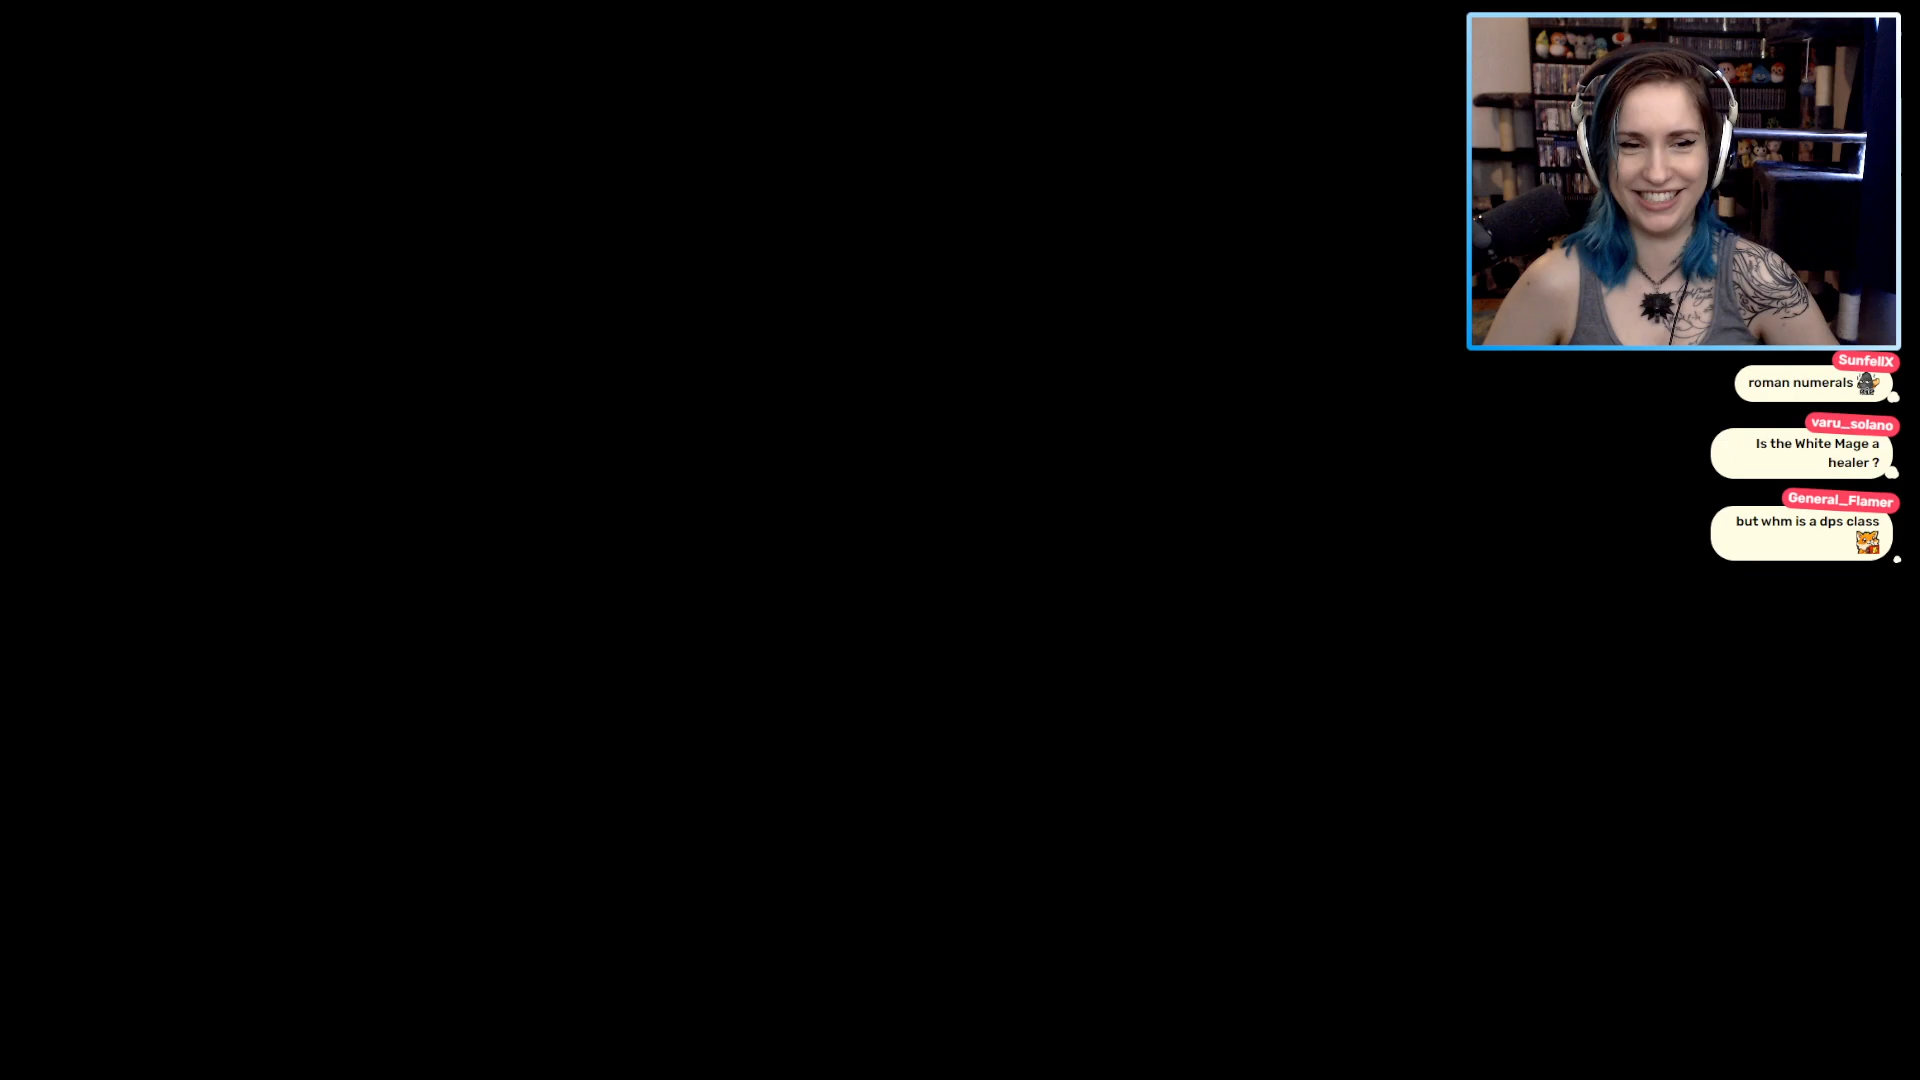 SunfellX
roman numerals
varu_solano
Is the White Mage a
healer ?
General_Flamer
but whm is a dps class